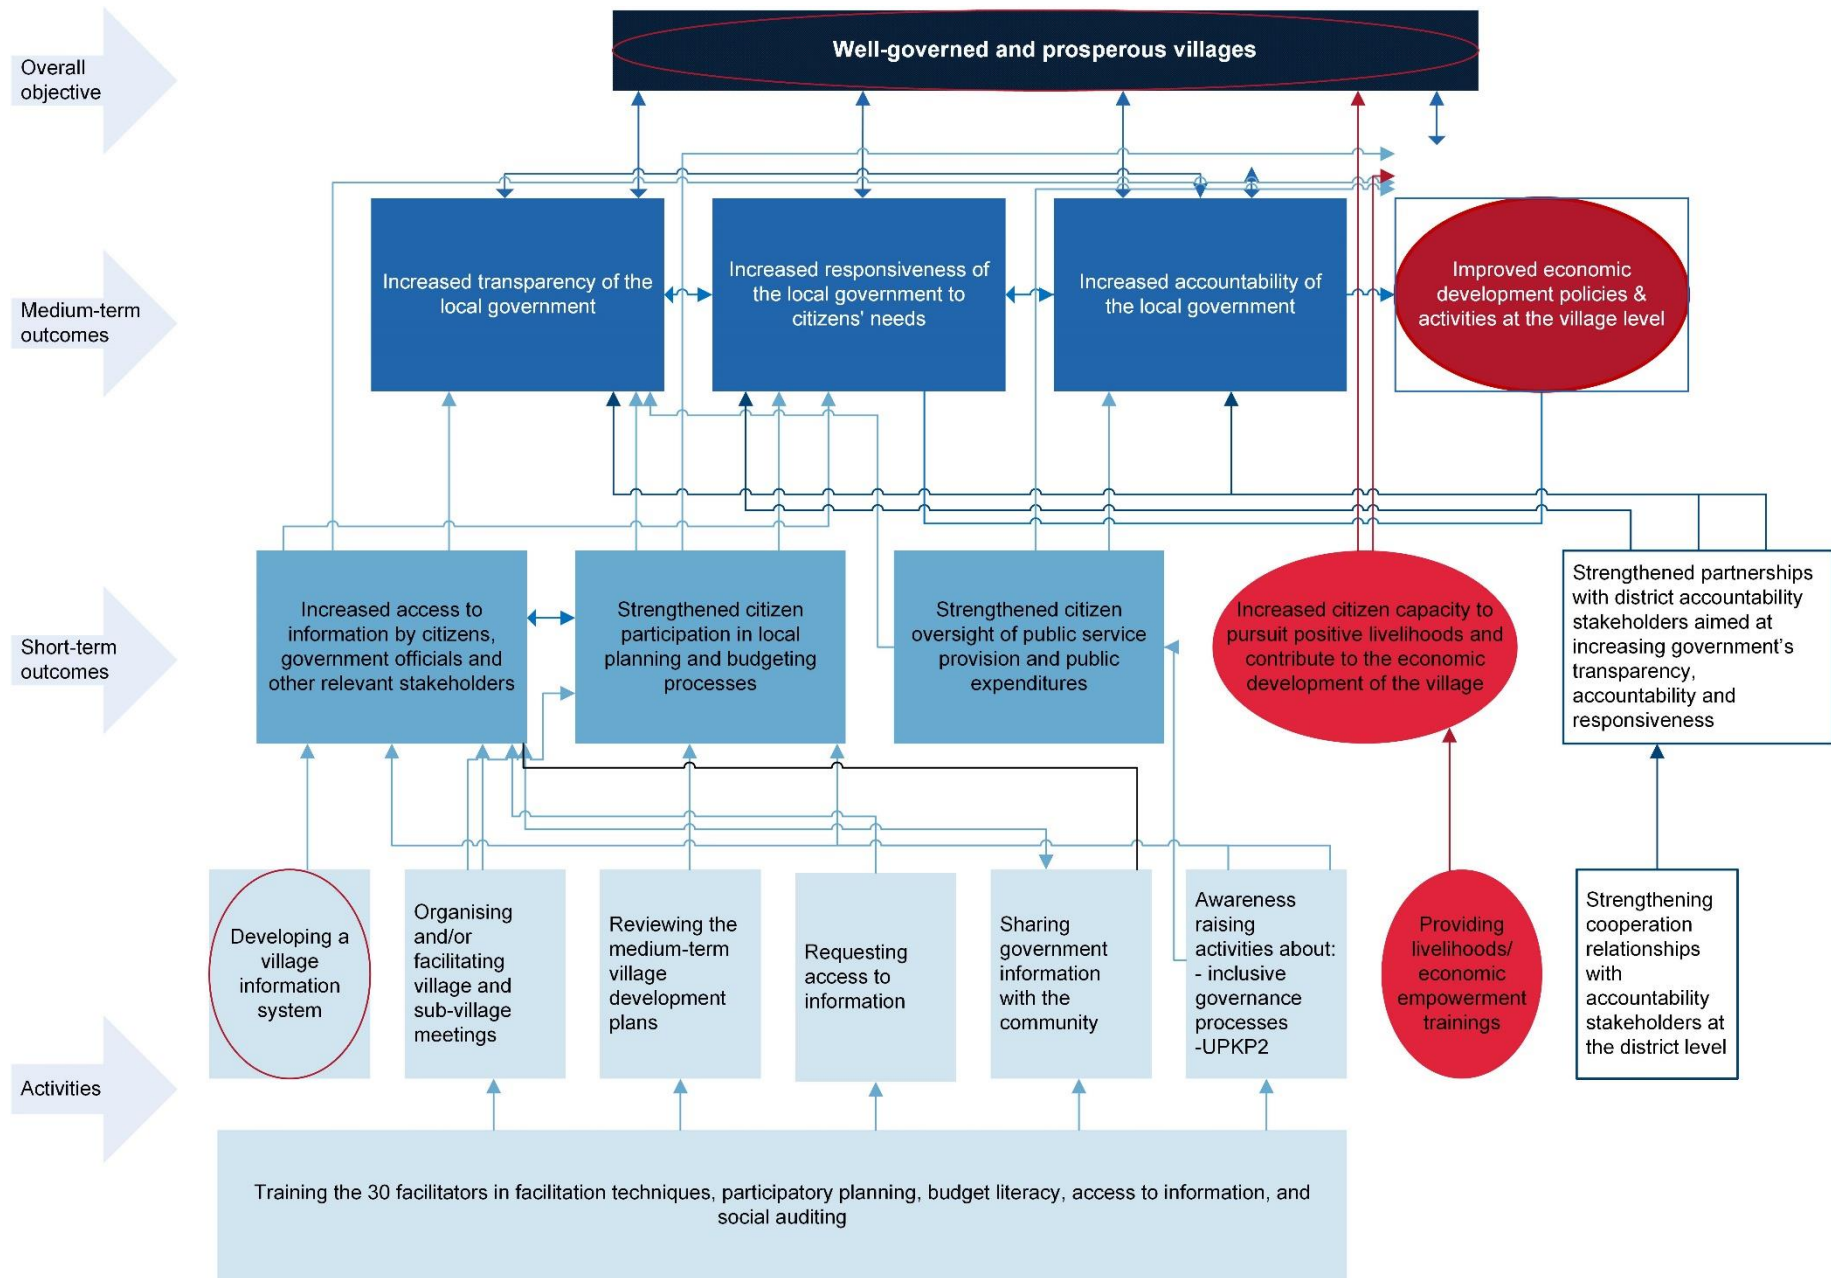 Overall
objective
Well-governed and prosperous villages
Medium-term
outcomes
Increased transparency of the
local government
Increased responsiveness of
the local government to
citizens' needs
Increased accountability of
the local government
Improved economic
development policies &
activities at the village level
Short-term
outcomes
Increased access to
information by citizens,
government officials and
other relevant stakeholders
Strengthened citizen
participation in local
planning and budgeting
processes
Strengthened citizen
oversight of public service
provision and public
expenditures
Increased citizen capacity to
pursuit positive livelihoods and
contribute to the economic
development of the village
Strengthened partnerships
with district accountability
stakeholders aimed at
increasing government’s
transparency,
accountability and
responsiveness
Activities
Developing a
village
information
system
Organising
and/or
facilitating
village and
sub-village
meetings
Reviewing the
medium-term
village
development
plans
Requesting
access to
information
Sharing
government
information
with the
community
Awareness
raising
activities about:
- inclusive
governance
processes
-UPKP2
Providing
livelihoods/
economic
empowerment
trainings
Strengthening
cooperation
relationships
with
accountability
stakeholders at
the district level
Training the 30 facilitators in facilitation techniques, participatory planning, budget literacy, access to information, and
social auditing